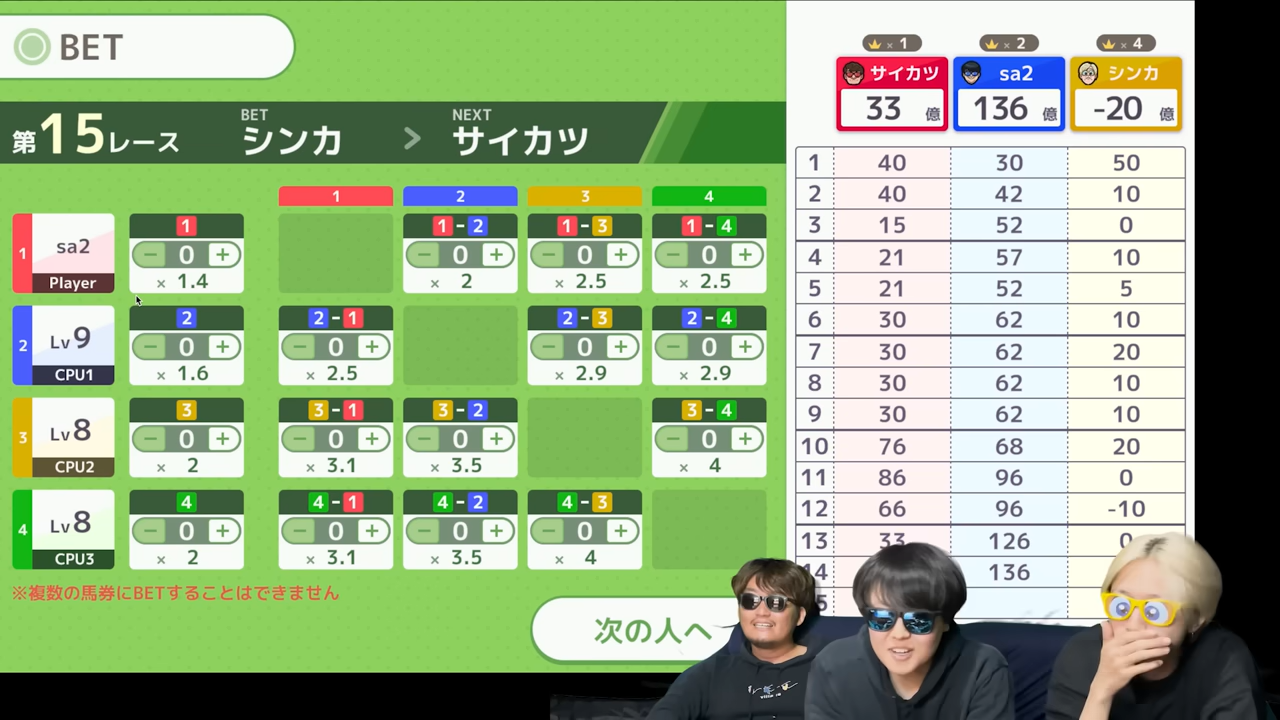 BET
第15レース
BET
シンカ
>
NEXT
サイカツ
1 2 3 4
1 sa2 Player
1 − 0 + × 1.4
1-2 − 0 + × 2
1-3 − 0 + × 2.5
1-4 − 0 + × 2.5
2 Lv9 CPU1
2 − 0 + × 1.6
2-1 − 0 + × 2.5
2-3 − 0 + × 2.9
2-4 − 0 + × 2.9
3 Lv8 CPU2
3 − 0 + × 2
3-1 − 0 + × 3.1
3-2 − 0 + × 3.5
3-4 − 0 + × 4
4 Lv8 CPU3
4 − 0 + × 2
4-1 − 0 + × 3.1
4-2 − 0 + × 3.5
4-3 − 0 + × 4
※複数の馬券にBETすることはできません
次の人へ
× 1 × 2 × 4
サイカツ sa2 シンカ
33億 136億 -20億
1 40 30 50
2 40 42 10
3 15 52 0
4 21 57 10
5 21 52 5
6 30 62 10
7 30 62 20
8 30 62 10
9 30 62 10
10 76 68 20
11 86 96 0
12 66 96 -10
13 33 126 0
14 136
5